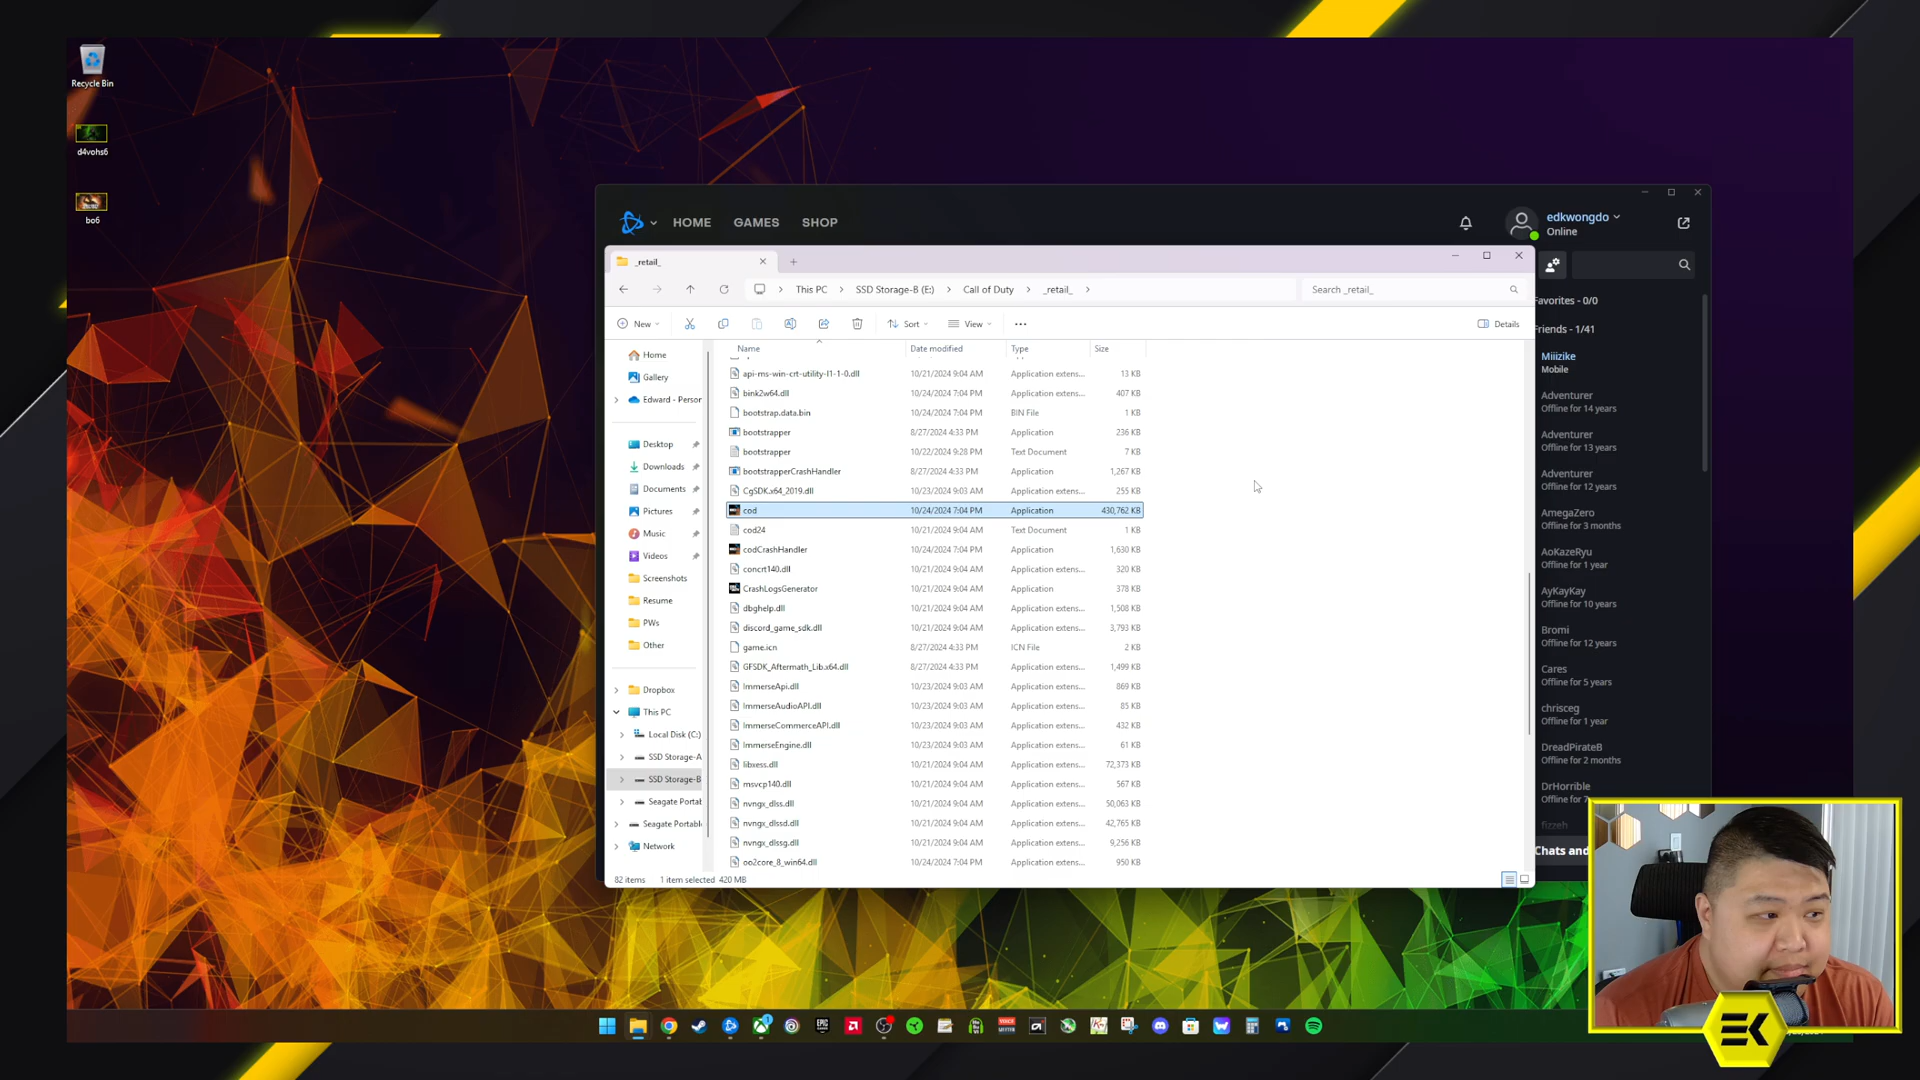 Recycle Bin
d4vohs6
bo6
HOME GAMES SHOP
edkwongdo
Online
_retail_
This PC > SSD Storage-B (E:) > Call of Duty > _retail_ >
Search _retail_
New Sort View ... Details
Name Date modified Type Size
api-ms-win-crt-utility-l1-1-0.dll 10/21/2024 9:04 AM Application extens... 13 KB
bink2w64.dll 10/24/2024 7:04 PM Application extens... 407 KB
bootstrap.data.bin 10/24/2024 7:04 PM BIN File 1 KB
bootstrapper 8/27/2024 4:33 PM Application 236 KB
bootstrapper 10/22/2024 9:28 PM Text Document 7 KB
bootstrapperCrashHandler 8/27/2024 4:33 PM Application 1,267 KB
CgSDK.x64_2019.dll 10/23/2024 9:03 AM Application extens... 255 KB
cod 10/24/2024 7:04 PM Application 430,762 KB
cod24 10/21/2024 9:04 AM Text Document 1 KB
codCrashHandler 10/24/2024 7:04 PM Application 1,630 KB
concrt140.dll 10/21/2024 9:04 AM Application extens... 320 KB
CrashLogsGenerator 10/21/2024 9:04 AM Application 378 KB
dbghelp.dll 10/21/2024 9:04 AM Application extens... 1,508 KB
discord_game_sdk.dll 10/21/2024 9:04 AM Application extens... 3,793 KB
game.icn 8/27/2024 4:33 PM ICN File 2 KB
GFSDK_Aftermath_Lib.x64.dll 8/27/2024 4:33 PM Application extens... 1,499 KB
ImmerseApi.dll 10/23/2024 9:03 AM Application extens... 869 KB
ImmerseAudioAPI.dll 10/23/2024 9:03 AM Application extens... 85 KB
ImmerseCommerceAPI.dll 10/23/2024 9:03 AM Application extens... 432 KB
ImmerseEngine.dll 10/23/2024 9:03 AM Application extens... 61 KB
libxess.dll 10/21/2024 9:04 AM Application extens... 72,373 KB
msvcp140.dll 10/21/2024 9:04 AM Application extens... 567 KB
nvngx_dlss.dll 10/21/2024 9:04 AM Application extens... 50,063 KB
nvngx_dlssd.dll 10/21/2024 9:04 AM Application extens... 42,765 KB
nvngx_dlssg.dll 10/21/2024 9:04 AM Application extens... 9,256 KB
oo2core_8_win64.dll 10/24/2024 7:04 PM Application extens... 950 KB
Home
Gallery
Edward - Persor
Desktop
Downloads
Documents
Pictures
Music
Videos
Screenshots
Resume
PWs
Other
Dropbox
This PC
Local Disk (C:)
SSD Storage-A
SSD Storage-B
Seagate Portab
Seagate Portabl
Network
82 items 1 item selected 420 MB
Favorites - 0/0
Friends - 1/41
Miiizike
Mobile
Adventurer
Offline for 14 years
Adventurer
Offline for 13 years
Adventurer
Offline for 12 years
AmegaZero
Offline for 3 months
AoKazeRyu
Offline for 1 year
AyKayKay
Offline for 10 years
Bromi
Offline for 12 years
Cares
Offline for 5 years
chrisceg
Offline for 1 year
DreadPirateB
Offline for 2 months
DrHorrible
Offline for 7
fizzeh
Chats and
EPIC
EK